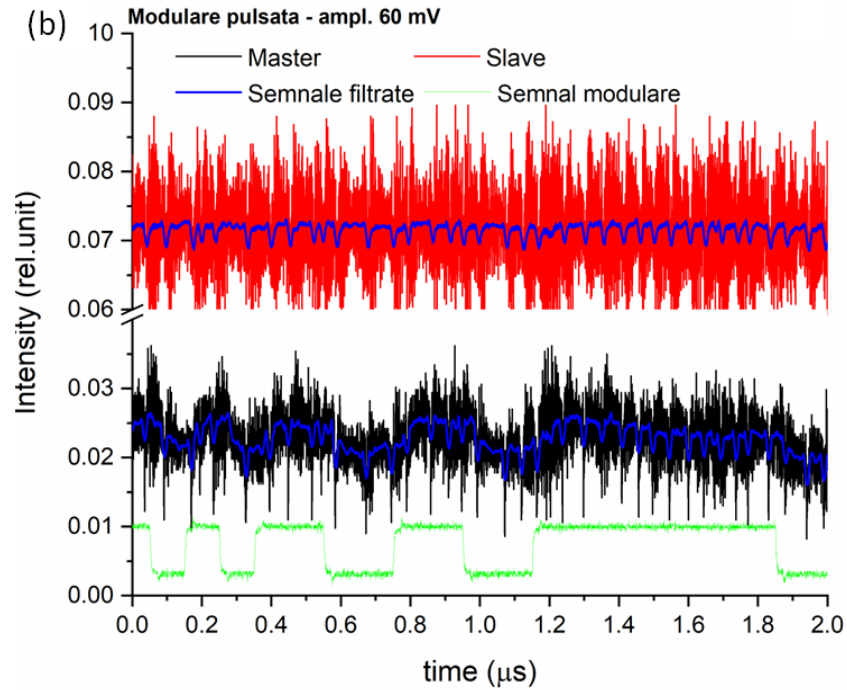 (b) Modulare pulsata - ampl. 60 mV
Master Slave
Semnale filtrate Semnal modulare
Intensity (rel.unit)
10
0.09
0.08
0.07
0.06
0.03
0.02
0.01
0.00
0.0 0.2 0.4 0.6 0.8 1.0 1.2 1.4 1.6 1.8 2.0
time (μs)